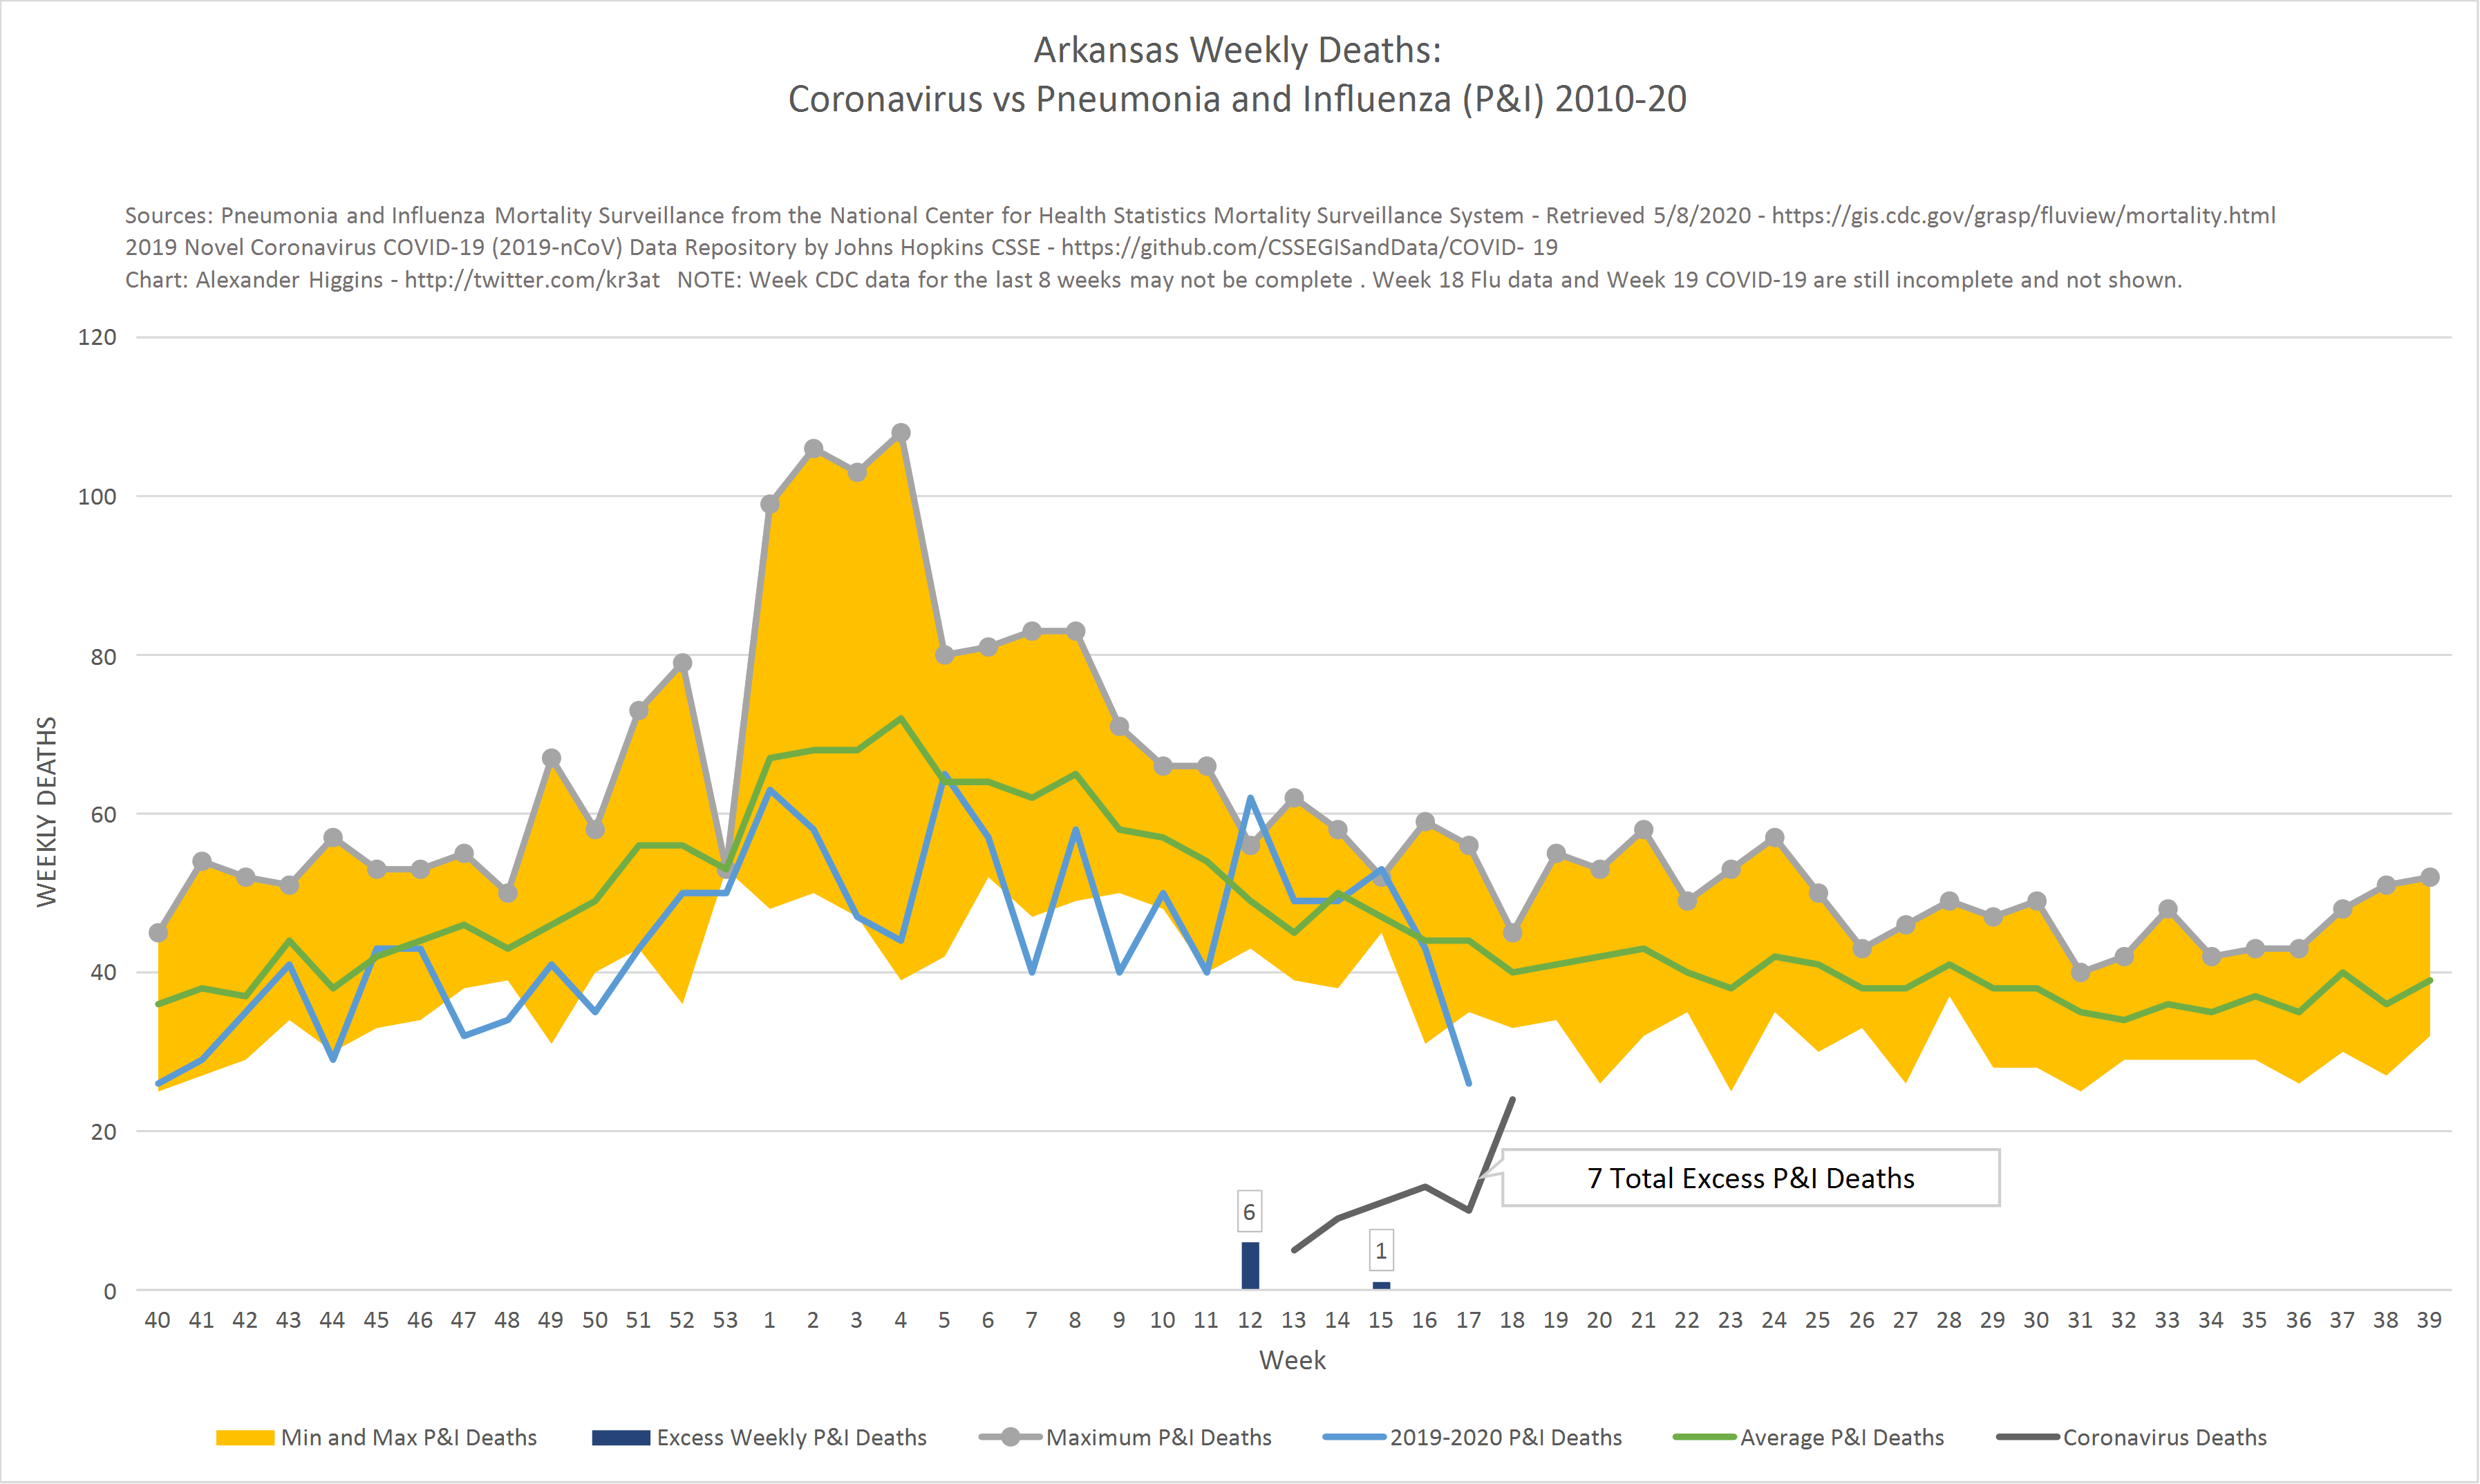 Arkansas Weekly Deaths:
Coronavirus vs Pneumonia and Influenza (P&I) 2010-20
Sources: Pneumonia and Influenza Mortality Surveillance from the National Center for Health Statistics Mortality Surveillance System - Retrieved 5/8/2020 - https://gis.cdc.gov/grasp/fluview/mortality.html
2019 Novel Coronavirus COVID-19 (2019-nCoV) Data Repository by Johns Hopkins CSSE - https://github.com/CSSEGISandData/COVID- 19
Chart: Alexander Higgins - http://twitter.com/kr3at NOTE: Week CDC data for the last 8 weeks may not be complete . Week 18 Flu data and Week 19 COVID-19 are still incomplete and not shown.
120
100
80
60
40
20
0
WEEKLY DEATHS
7 Total Excess P&I Deaths
6
1
40 41 42 43 44 45 46 47 48 49 50 51 52 53 1 2 3 4 5 6 7 8 9 10 11 12 13 14 15 16 17 18 19 20 21 22 23 24 25 26 27 28 29 30 31 32 33 34 35 36 37 38 39
Week
Min and Max P&I Deaths Excess Weekly P&I Deaths Maximum P&I Deaths 2019-2020 P&I Deaths Average P&I Deaths Coronavirus Deaths